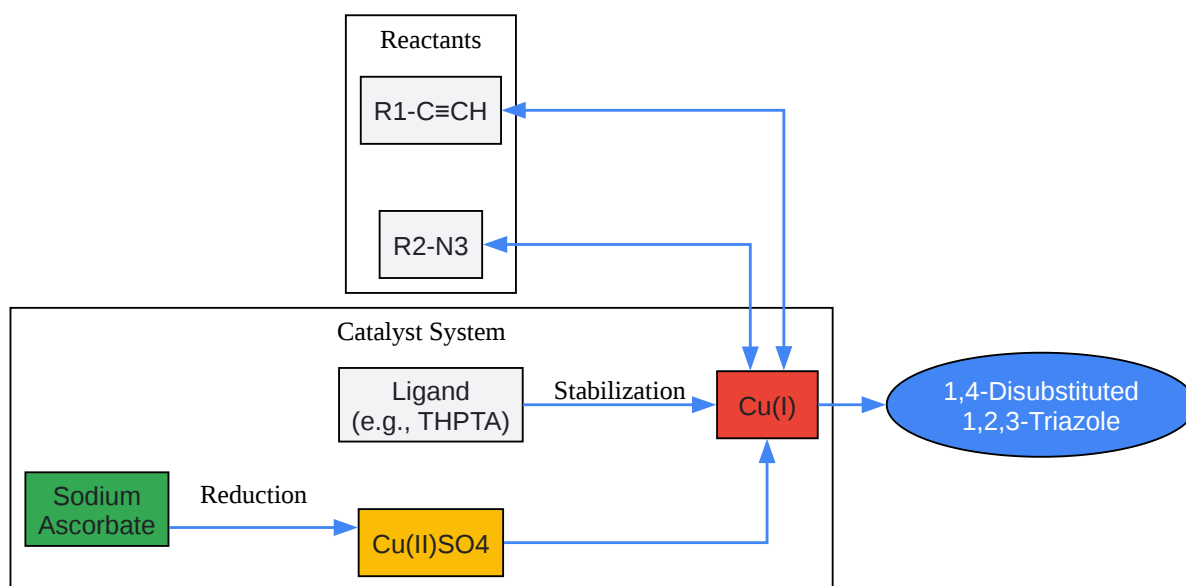 Reactants
R1-C≡CH
R2-N3
Catalyst System
Ligand
(e.g., THPTA)
Stabilization
Cu(I)
1,4-Disubstituted
1,2,3-Triazole
Sodium
Ascorbate
Reduction
Cu(II)SO4